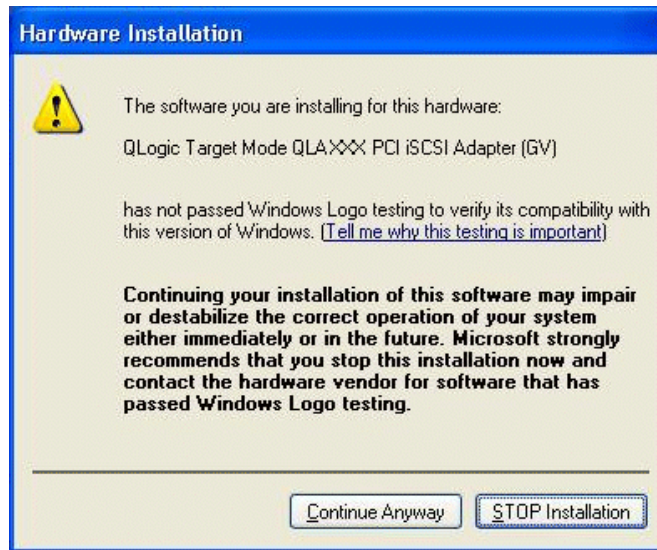 Hardware Installation
The software you are installing for this hardware:
QLogic Target Mode QLAXXX PCI iSCSI Adapter (GV)
has not passed Windows Logo testing to verify its compatibility with
this version of Windows. (Tell me why this testing is important)
Continuing your installation of this software may impair
or destabilize the correct operation of your system
either immediately or in the future. Microsoft strongly
recommends that you stop this installation now and
contact the hardware vendor for software that has
passed Windows Logo testing.
Continue Anyway
STOP Installation